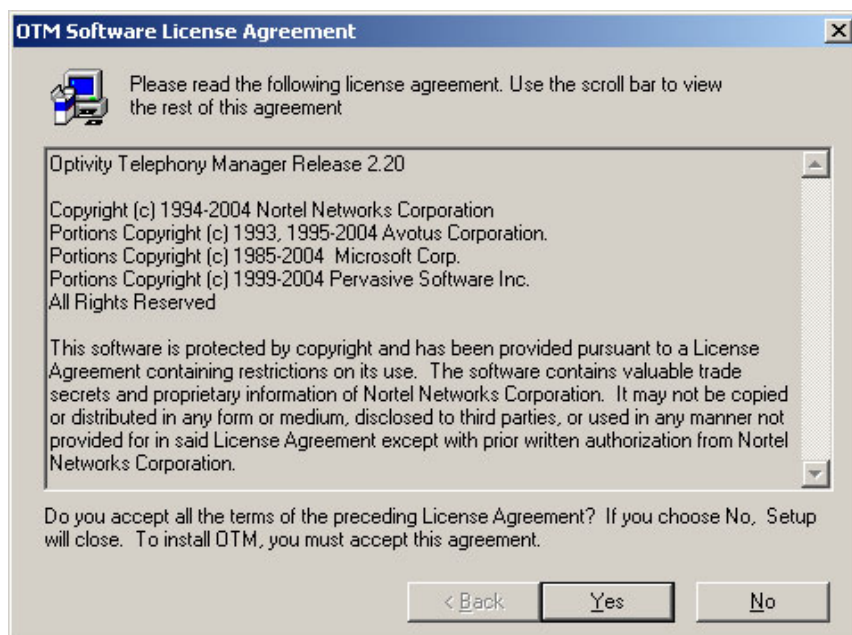 OTM Software License Agreement
Please read the following license agreement. Use the scroll bar to view
the rest of this agreement
Optivity Telephony Manager Release 2.20
Copyright (c) 1994-2004 Nortel Networks Corporation
Portions Copyright (c) 1993, 1995-2004 Avotus Corporation.
Portions Copyright (c) 1985-2004  Microsoft Corp.
Portions Copyright (c) 1999-2004 Pervasive Software Inc.
All Rights Reserved
This software is protected by copyright and has been provided pursuant to a License
Agreement containing restrictions on its use.  The software contains valuable trade
secrets and proprietary information of Nortel Networks Corporation.  It may not be copied
or distributed in any form or medium, disclosed to third parties, or used in any manner not
provided for in said License Agreement except with prior written authorization from Nortel
Networks Corporation.
Do you accept all the terms of the preceding License Agreement?  If you choose No,  Setup
will close.  To install OTM, you must accept this agreement.
< Back
Yes
No